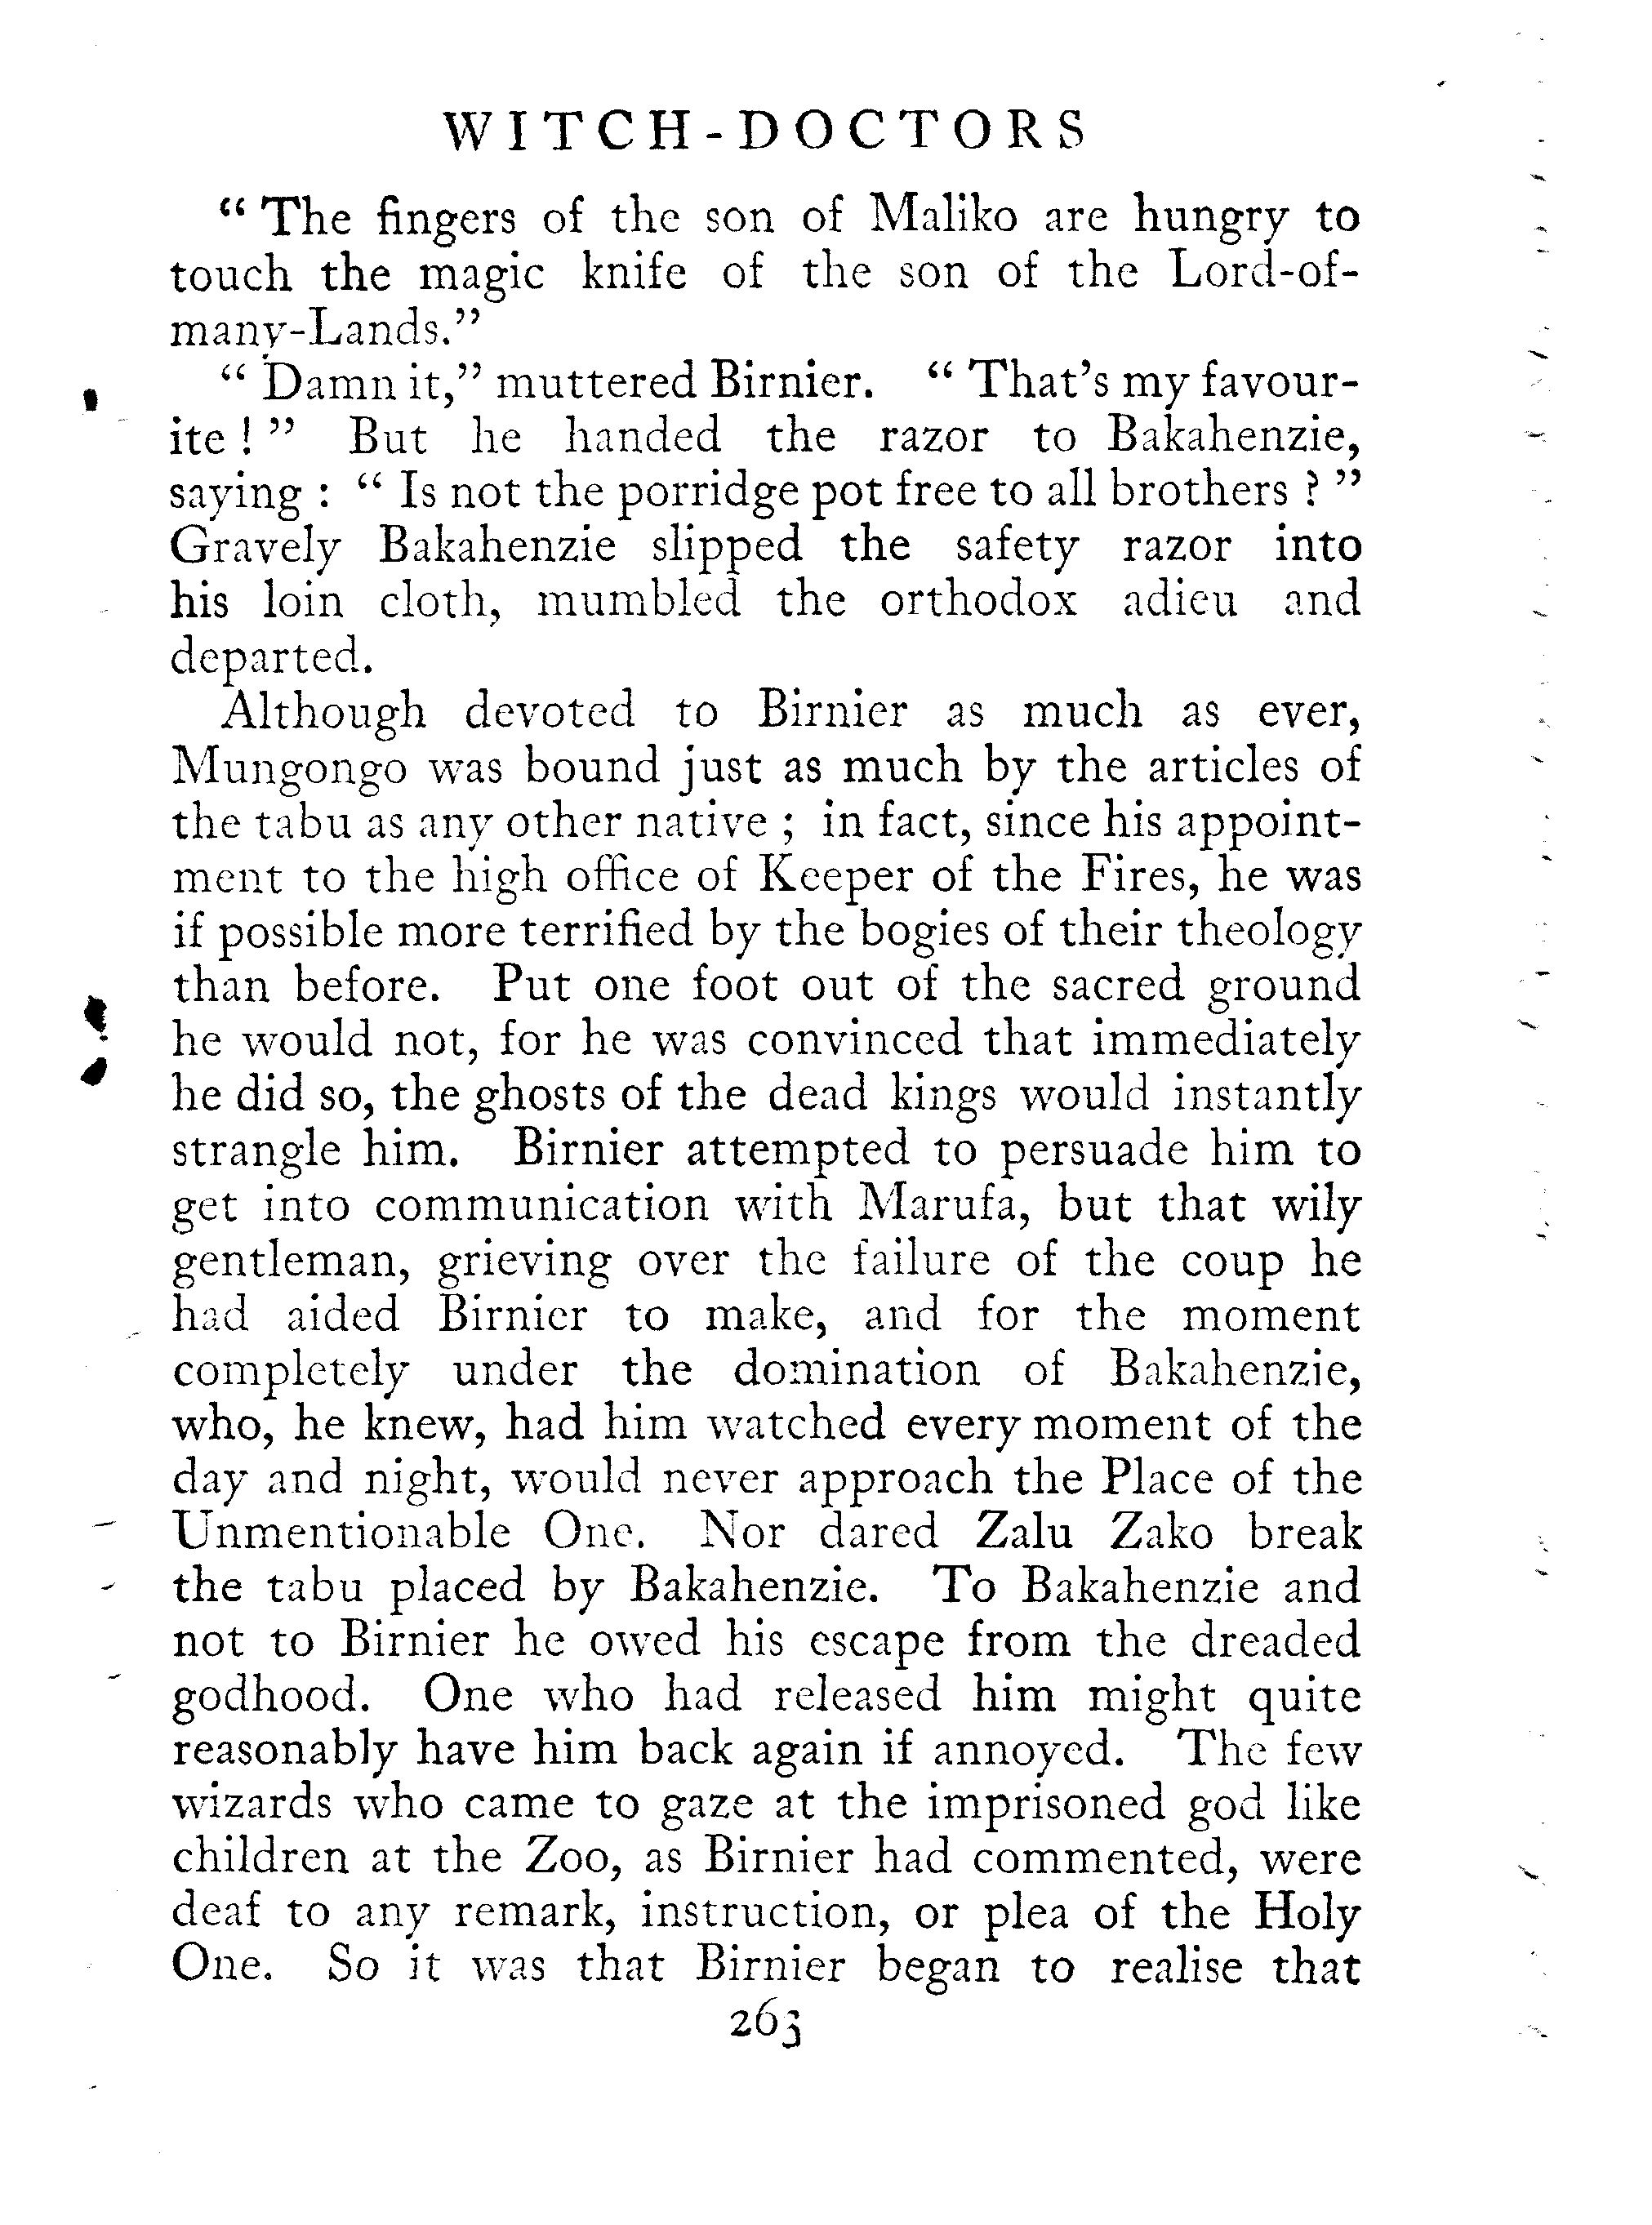 WITCH-DOCTORS
“ The fingers of the son of Maliko are hungry to
touch the magic knife of the son of the Lord-of-
many-Lands.”
“ Damn it,” muttered Birnier. “ That’s my favour-
ite ! ” But he handed the razor to Bakahenzie,
saying : “ Is not the porridge pot free to all brothers ? ”
Gravely Bakahenzie slipped the safety razor into
his loin cloth, mumbled the orthodox adieu and
departed.
Although devoted to Birnier as much as ever,
Mungongo was bound just as much by the articles of
the tabu as any other native ; in fact, since his appoint-
ment to the high office of Keeper of the Fires, he was
if possible more terrified by the bogies of their theology
than before. Put one foot out of the sacred ground
he would not, for he was convinced that immediately
he did so, the ghosts of the dead kings would instantly
strangle him. Birnier attempted to persuade him to
get into communication with Marufa, but that wily
gentleman, grieving over the failure of the coup he
had aided Birnier to make, and for the moment
completely under the domination of Bakahenzie,
who, he knew, had him watched every moment of the
day and night, would never approach the Place of the
Unmentionable One. Nor dared Zalu Zako break
the tabu placed by Bakahenzie. To Bakahenzie and
not to Birnier he owed his escape from the dreaded
godhood. One who had released him might quite
reasonably have him back again if annoyed. The few
wizards who came to gaze at the imprisoned god like
children at the Zoo, as Birnier had commented, were
deaf to any remark, instruction, or plea of the Holy
One. So it was that Birnier began to realise that
263